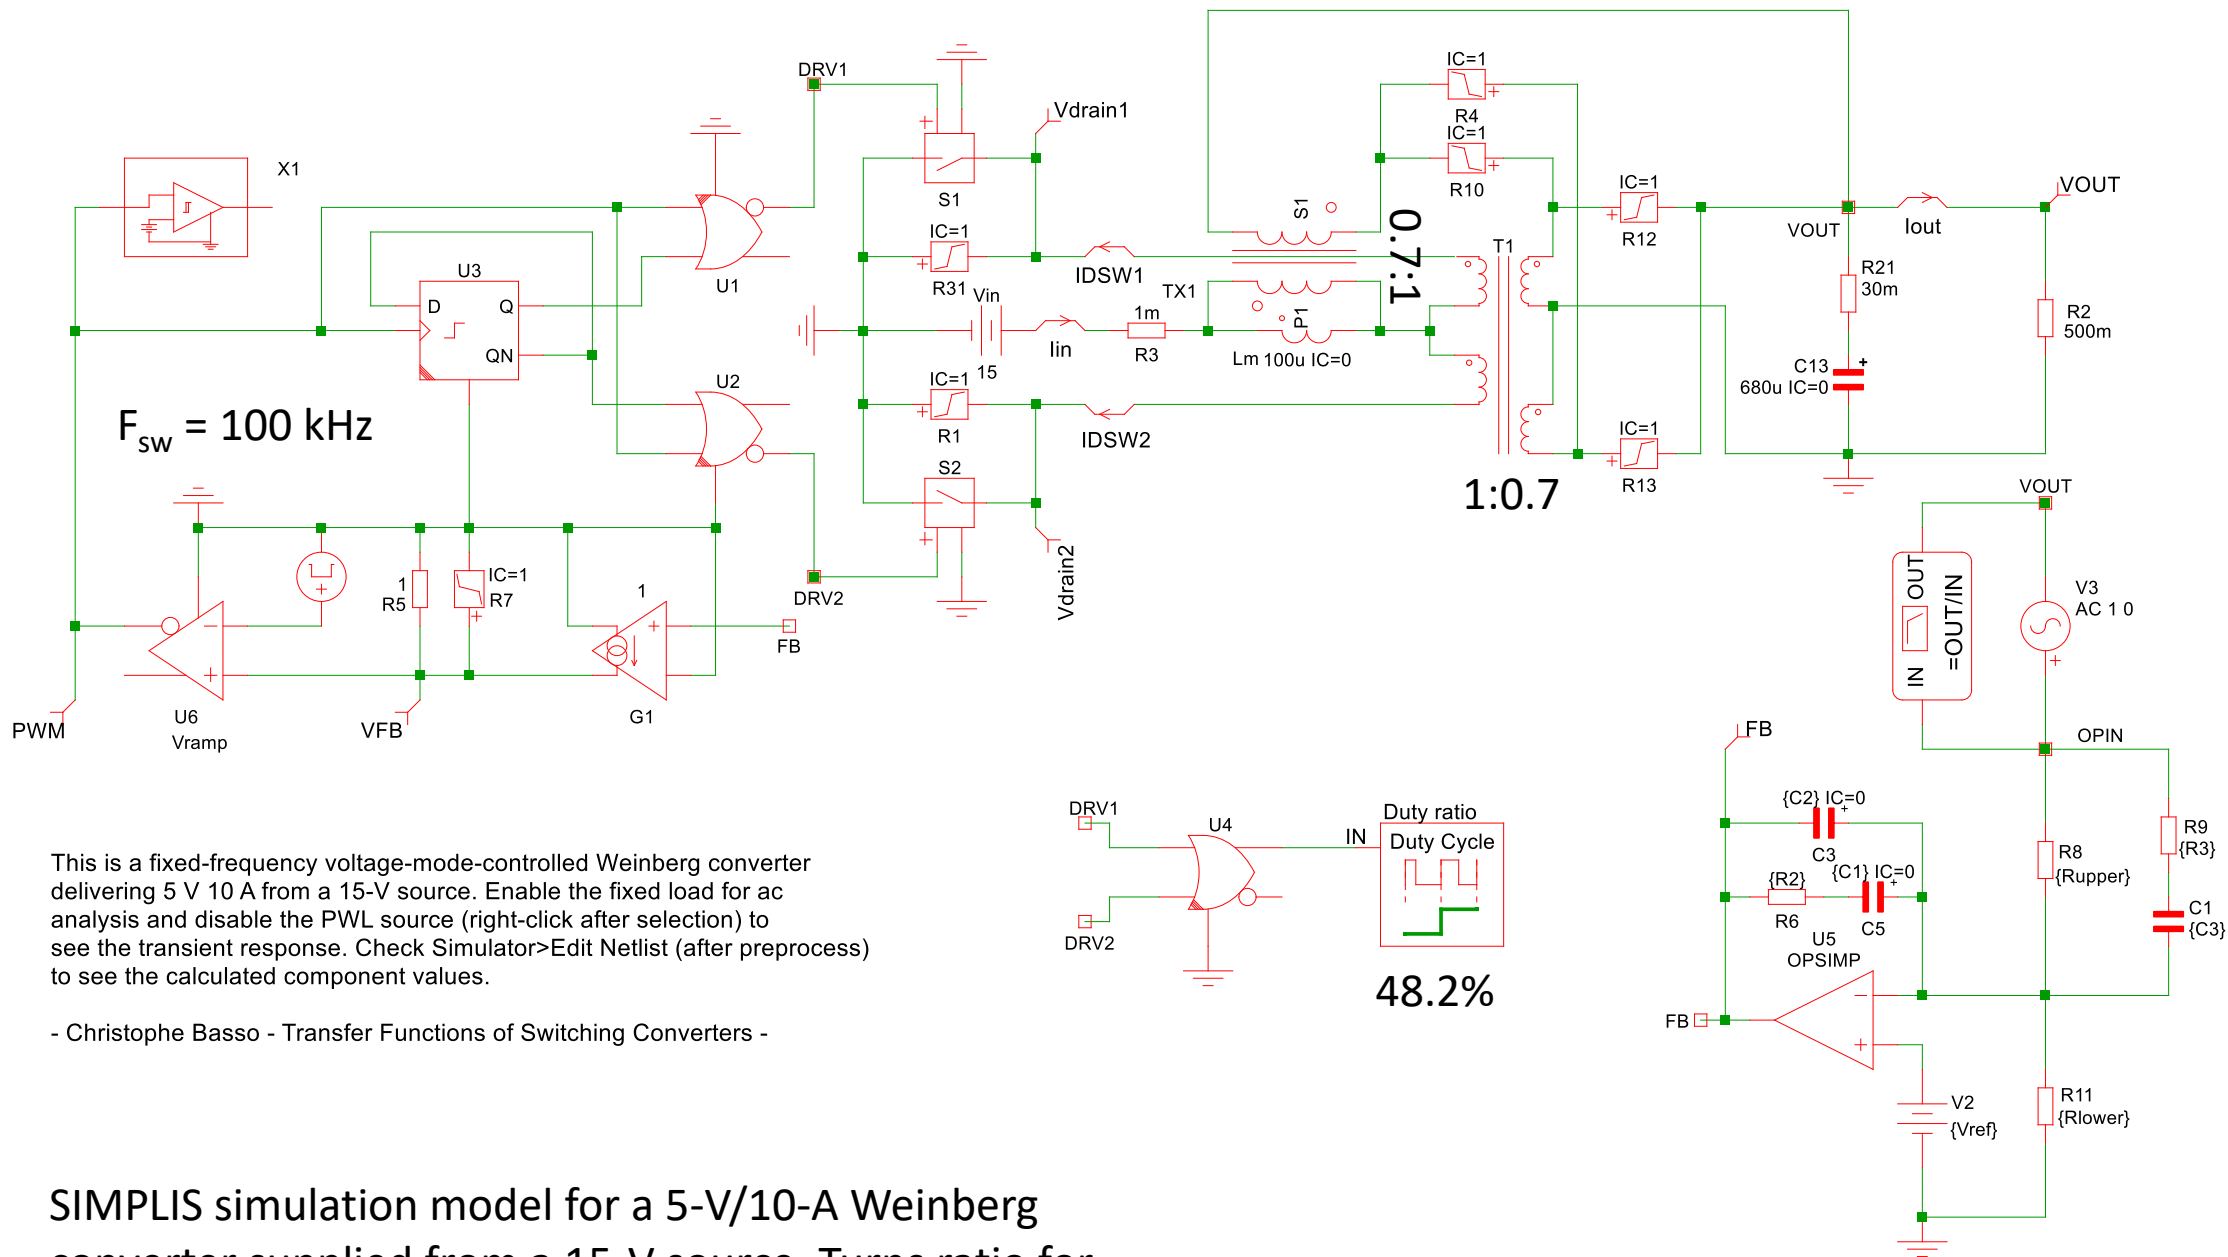 DRV1
Vdrain1
IC=1
R4
IC=1
R10
X1
S1
S1
0.7:1
IC=1
R12
VOUT
VOUT
Iout
U3
D
Q
QN
U1
IC=1
R31
IDSW1
TX1
T1
R21
30m
Vin
15
Iin
1m
R3
P1
Lm 100u IC=0
R2
500m
C13
680u IC=0
+
Fsw = 100 kHz
U2
IC=1
R1
IDSW2
S2
IC=1
R13
1:0.7
Vdrain2
1
R5
IC=1
R7
1
G1
FB
DRV2
U6
Vramp
PWM
VFB
VOUT
IN
OUT
=OUT/IN
V3
AC 1 0
OPIN
FB
{C2} IC=0
C3
{R2}
R6
{C1} IC=0
C5
R8
{Rupper}
R9
{R3}
C1
{C3}
U5
OPSIMP
FB
V2
{Vref}
R11
{Rlower}
DRV1
DRV2
U4
IN
Duty ratio
Duty Cycle
48.2%
This is a fixed-frequency voltage-mode-controlled Weinberg converter
delivering 5 V 10 A from a 15-V source. Enable the fixed load for ac
analysis and disable the PWL source (right-click after selection) to
see the transient response. Check Simulator>Edit Netlist (after preprocess)
to see the calculated component values.
- Christophe Basso - Transfer Functions of Switching Converters -
SIMPLIS simulation model for a 5-V/10-A Weinberg
converter supplied from a 15-V source. Turns ratio for